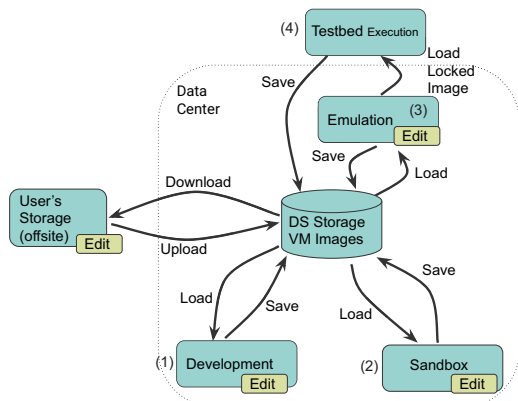 (4)
Testbed Execution
Load
Locked
Image
Save
Data
Center
Emulation
(3)
Edit
Save
Load
Download
User's
Storage
(offsite)
Edit
Upload
DS Storage
VM Images
Load
Save
Load
Save
(1)
Development
Edit
(2)
Sandbox
Edit